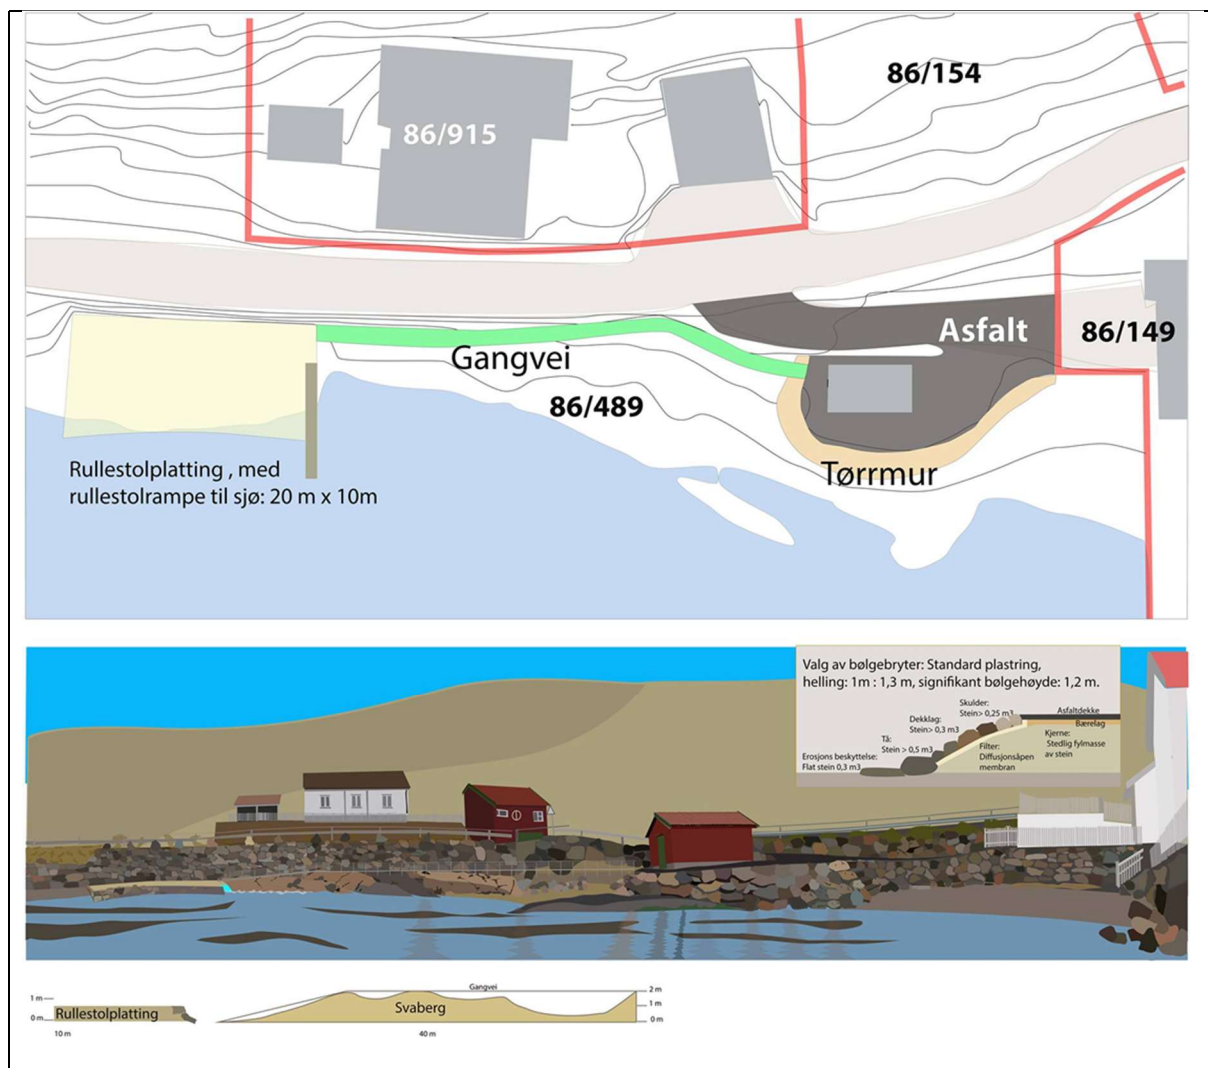 86/154
86/915
Asfalt
86/149
Gangvei
86/489
Rullestolplatting , med
rullestolrampe til sjø: 20 m x 10m
Tørrmur
Valg av bølgebryter: Standard plastring,
helling: 1m : 1,3 m, signifikant bølgehøyde: 1,2 m.
Skulder:
Stein> 0,25 m3
Asfaltdekke
Dekklag:
Stein> 0,3 m3
Bærelag
Tå:
Stein > 0,5 m3
Kjerne:
Stedlig fylmasse
av stein
Filter:
Diffusjonsåpen
membran
Erosjons beskyttelse:
Flat stein 0,3 m3
1 m
0 m
Rullestolplatting
10 m
Gangvei
Svaberg
2 m
1 m
0 m
40 m